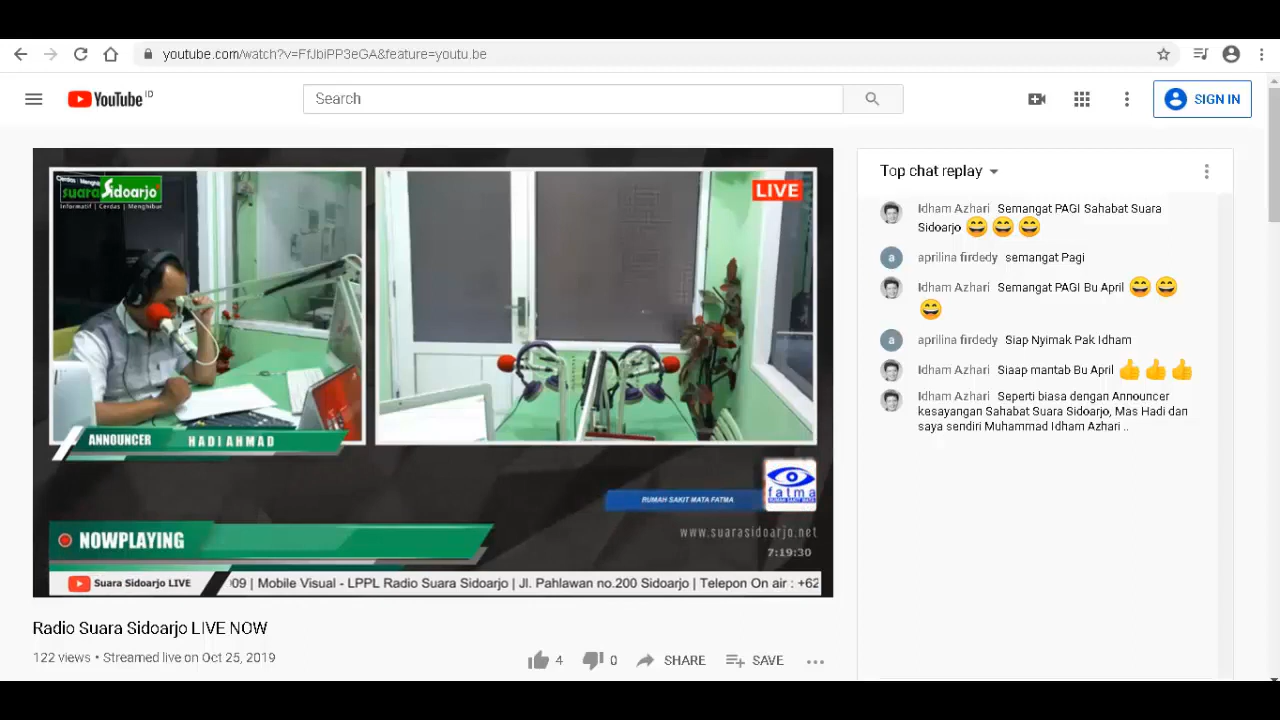 youtube.com/watch?v=FfJbiPP3eGA&feature=youtu.be
YouTube ID
Search
SIGN IN
suara Sidoarjo
Informatif | Cerdas | Menghibur
LIVE
ANNOUNCER HADI AHMAD
RUMAH SAKIT MATA FATMA
fatma
RUMAH SAKIT MATA
www.suarasidoarjo.net
NOWPLAYING
7:19:30
Suara Sidoarjo LIVE
09 | Mobile Visual - LPPL Radio Suara Sidoarjo | Jl. Pahlawan no.200 Sidoarjo | Telepon On air : +62
Radio Suara Sidoarjo LIVE NOW
122 views • Streamed live on Oct 25, 2019
4 0 SHARE SAVE
Top chat replay
Idham Azhari Semangat PAGI Sahabat Suara
Sidoarjo 😄 😄 😄
aprilina firdedy semangat Pagi
Idham Azhari Semangat PAGI Bu April 😄 😄
😄
aprilina firdedy Siap Nyimak Pak Idham
Idham Azhari Siaap mantab Bu April 👍 👍 👍
Idham Azhari Seperti biasa dengan Announcer
kesayangan Sahabat Suara Sidoarjo, Mas Hadi dan
saya sendiri Muhammad Idham Azhari ..